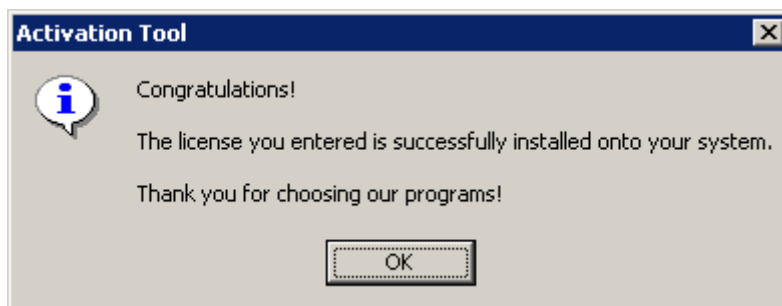 Activation Tool
Congratulations!
The license you entered is successfully installed onto your system.
Thank you for choosing our programs!
OK